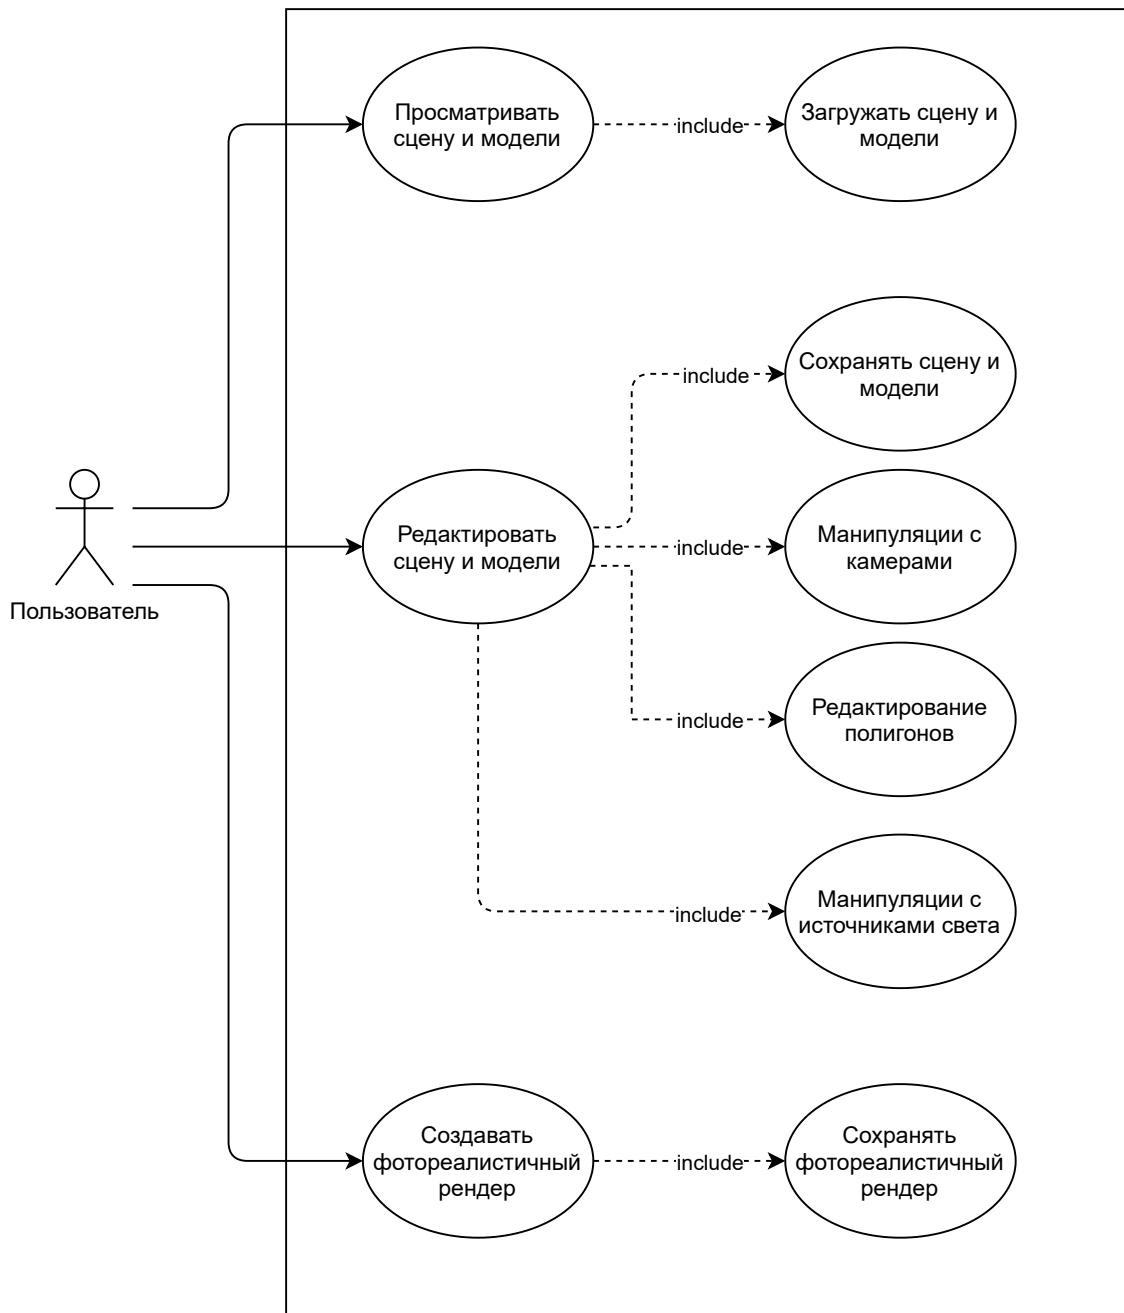 Просматривать
сцену и модели
include
Загружать сцену и
модели
include
Сохранять сцену и
модели
Пользователь
Редактировать
сцену и модели
include
Манипуляции с
камерами
include
Редактирование
полигонов
include
Манипуляции с
источниками света
Создавать
фотореалистичный
рендер
include
Сохранять
фотореалистичный
рендер